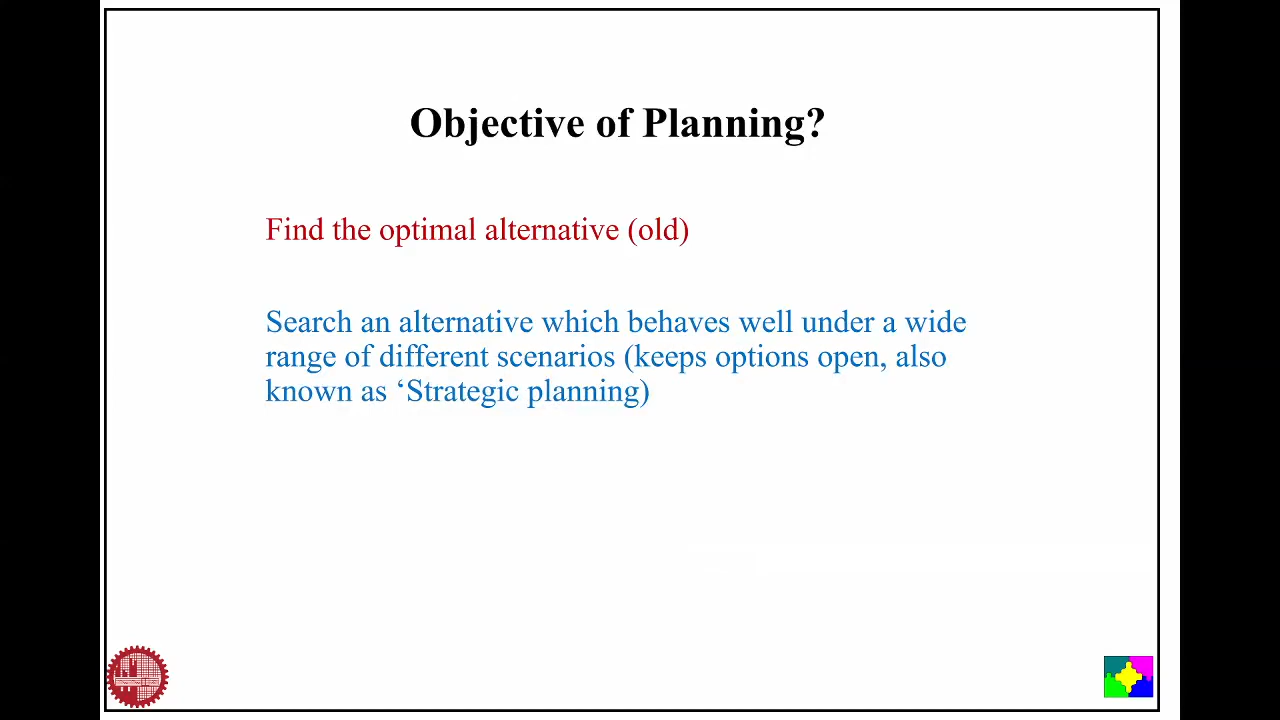 Objective of Planning?
Find the optimal alternative (old)
Search an alternative which behaves well under a wide
range of different scenarios (keeps options open, also
known as ‘Strategic planning)